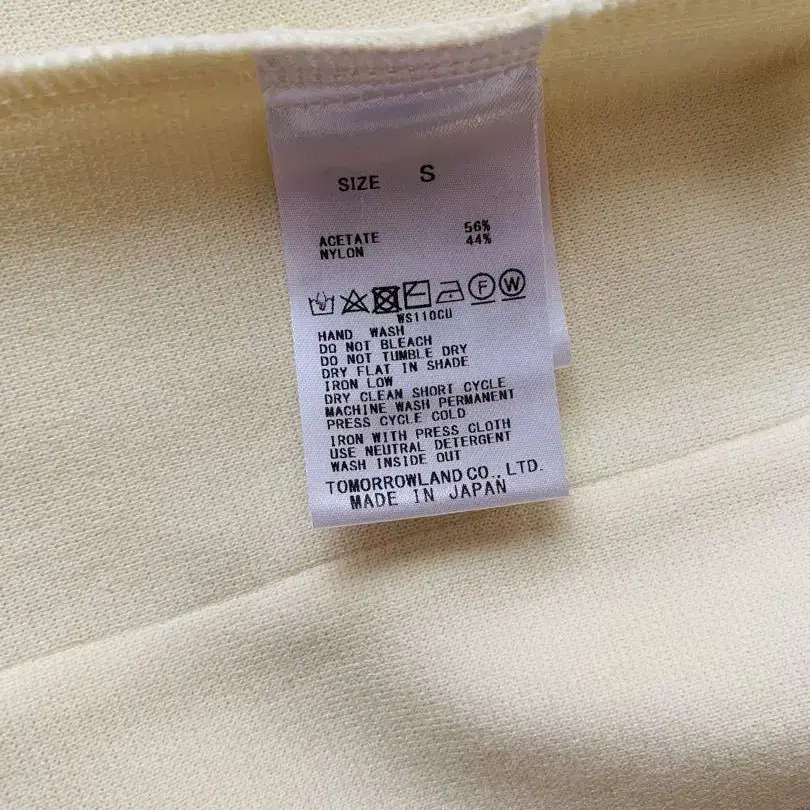 SIZE S
ACETATE 56%
NYLON 44%
F W
WS110CU
HAND WASH
DO NOT BLEACH
DO NOT TUMBLE DRY
DRY FLAT IN SHADE
IRON LOW
DRY CLEAN SHORT CYCLE
MACHINE WASH PERMANENT
PRESS CYCLE COLD
IRON WITH PRESS CLOTH
USE NEUTRAL DETERGENT
WASH INSIDE OUT
TOMORROWLAND CO., LTD.
MADE IN JAPAN